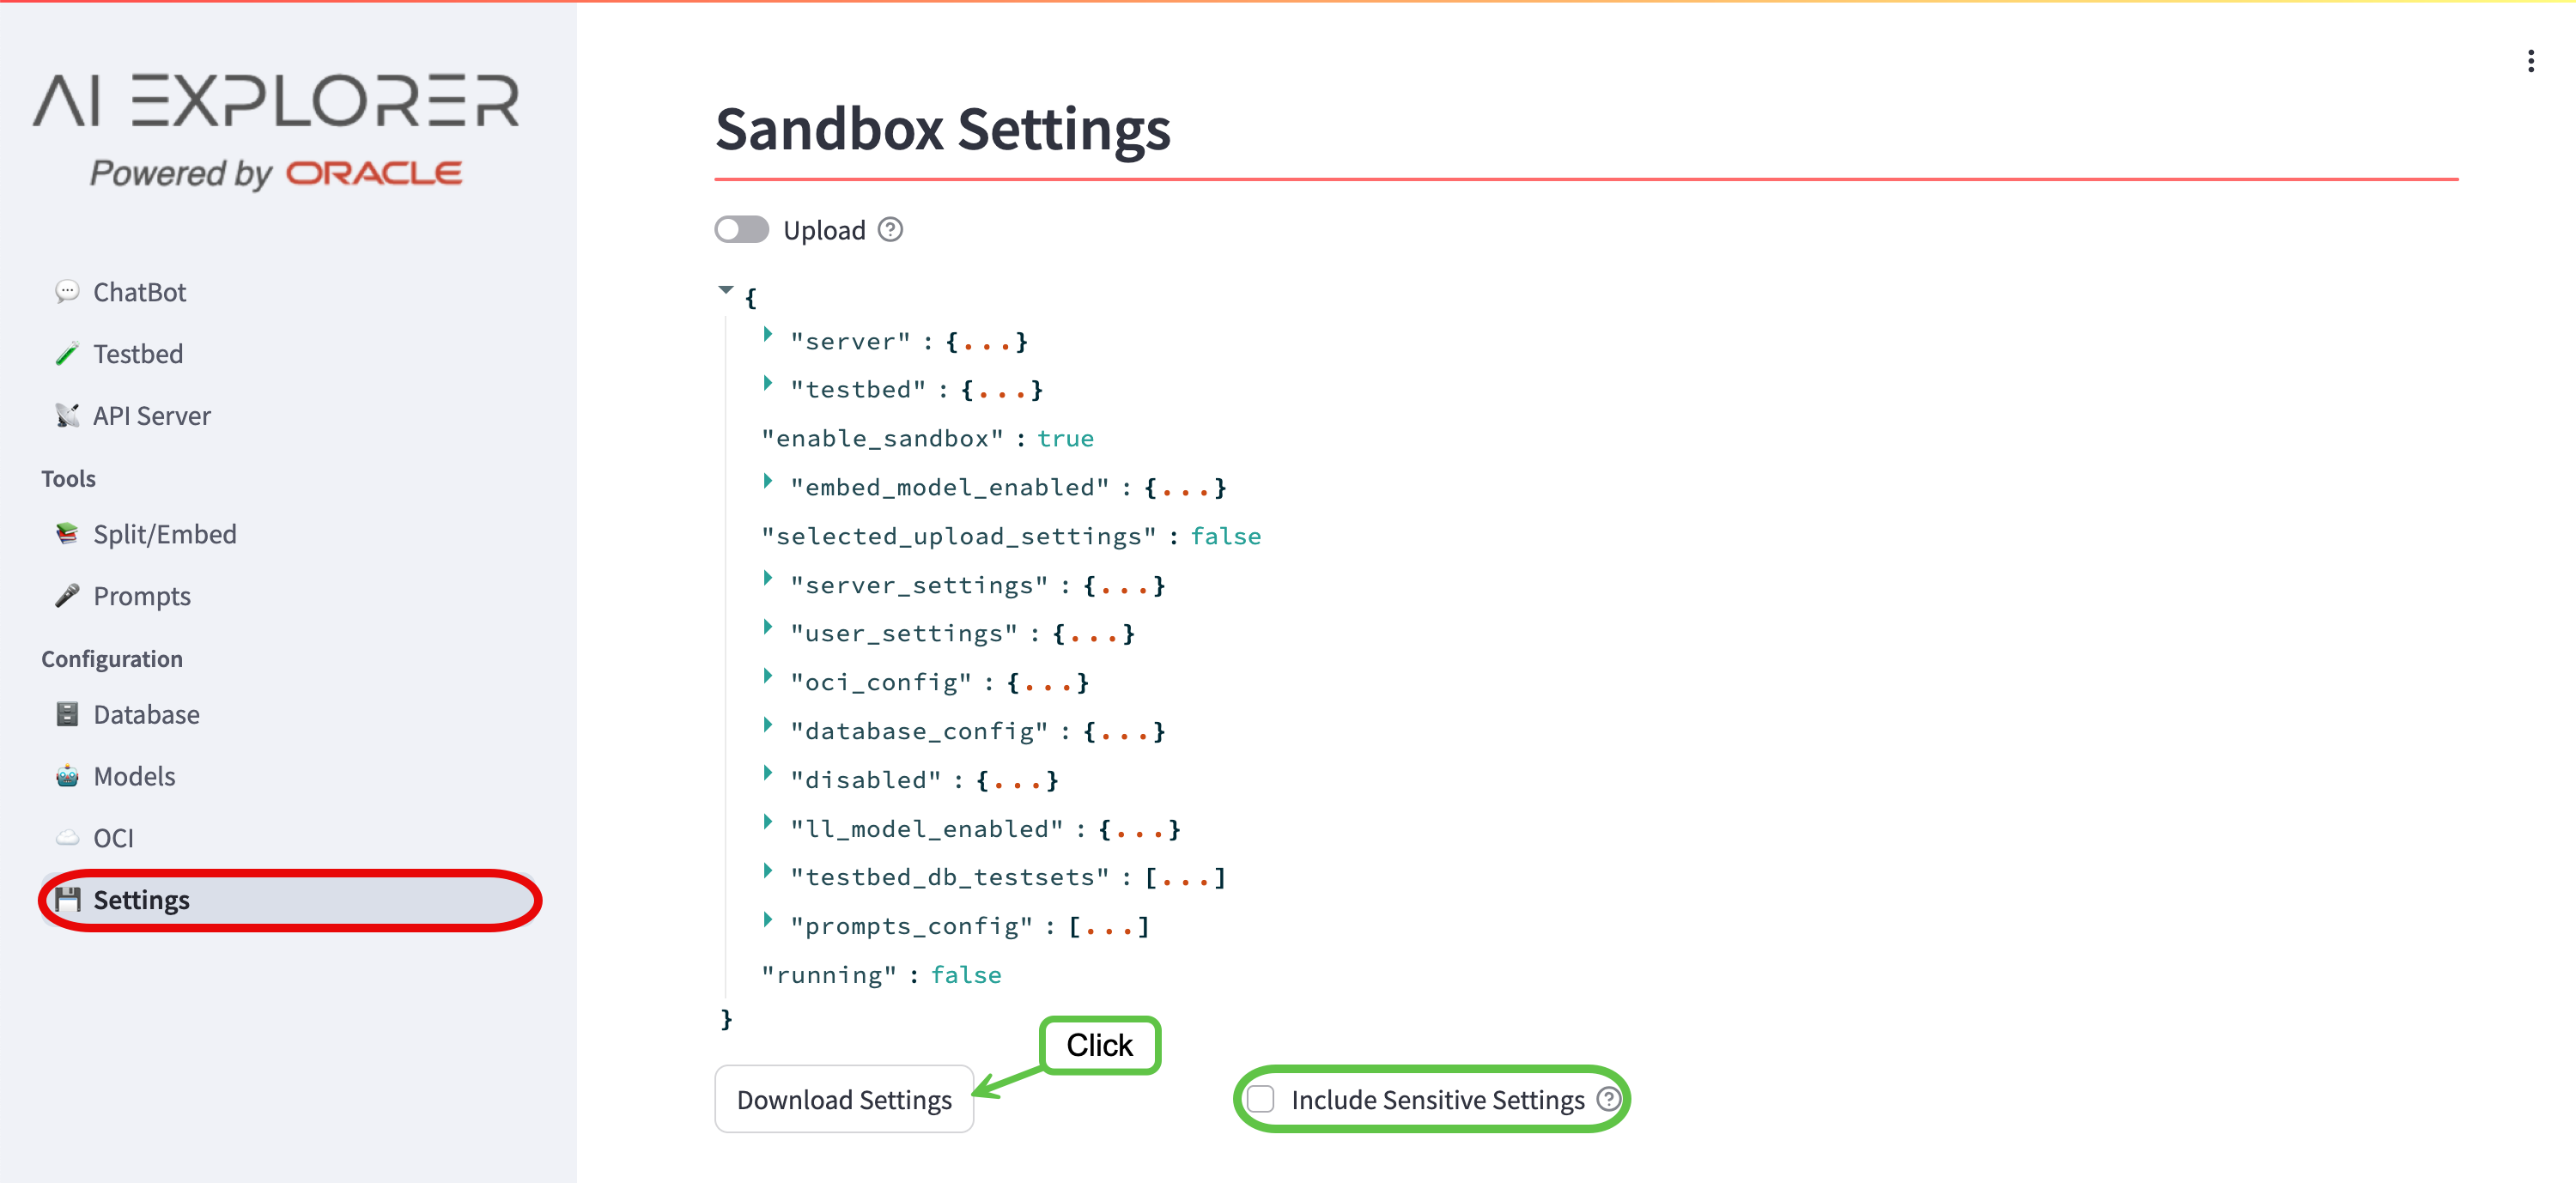 AI EXPLORER
Powered by ORACLE
ChatBot
Testbed
API Server
Tools
Split/Embed
Prompts
Configuration
Database
Models
OCI
Settings
Sandbox Settings
Upload
{
"server" : {...}
"testbed" : {...}
"enable_sandbox" : true
"embed_model_enabled" : {...}
"selected_upload_settings" : false
"server_settings" : {...}
"user_settings" : {...}
"oci_config" : {...}
"database_config" : {...}
"disabled" : {...}
"ll_model_enabled" : {...}
"testbed_db_testsets" : [...]
"prompts_config" : [...]
"running" : false
}
Click
Download Settings
Include Sensitive Settings